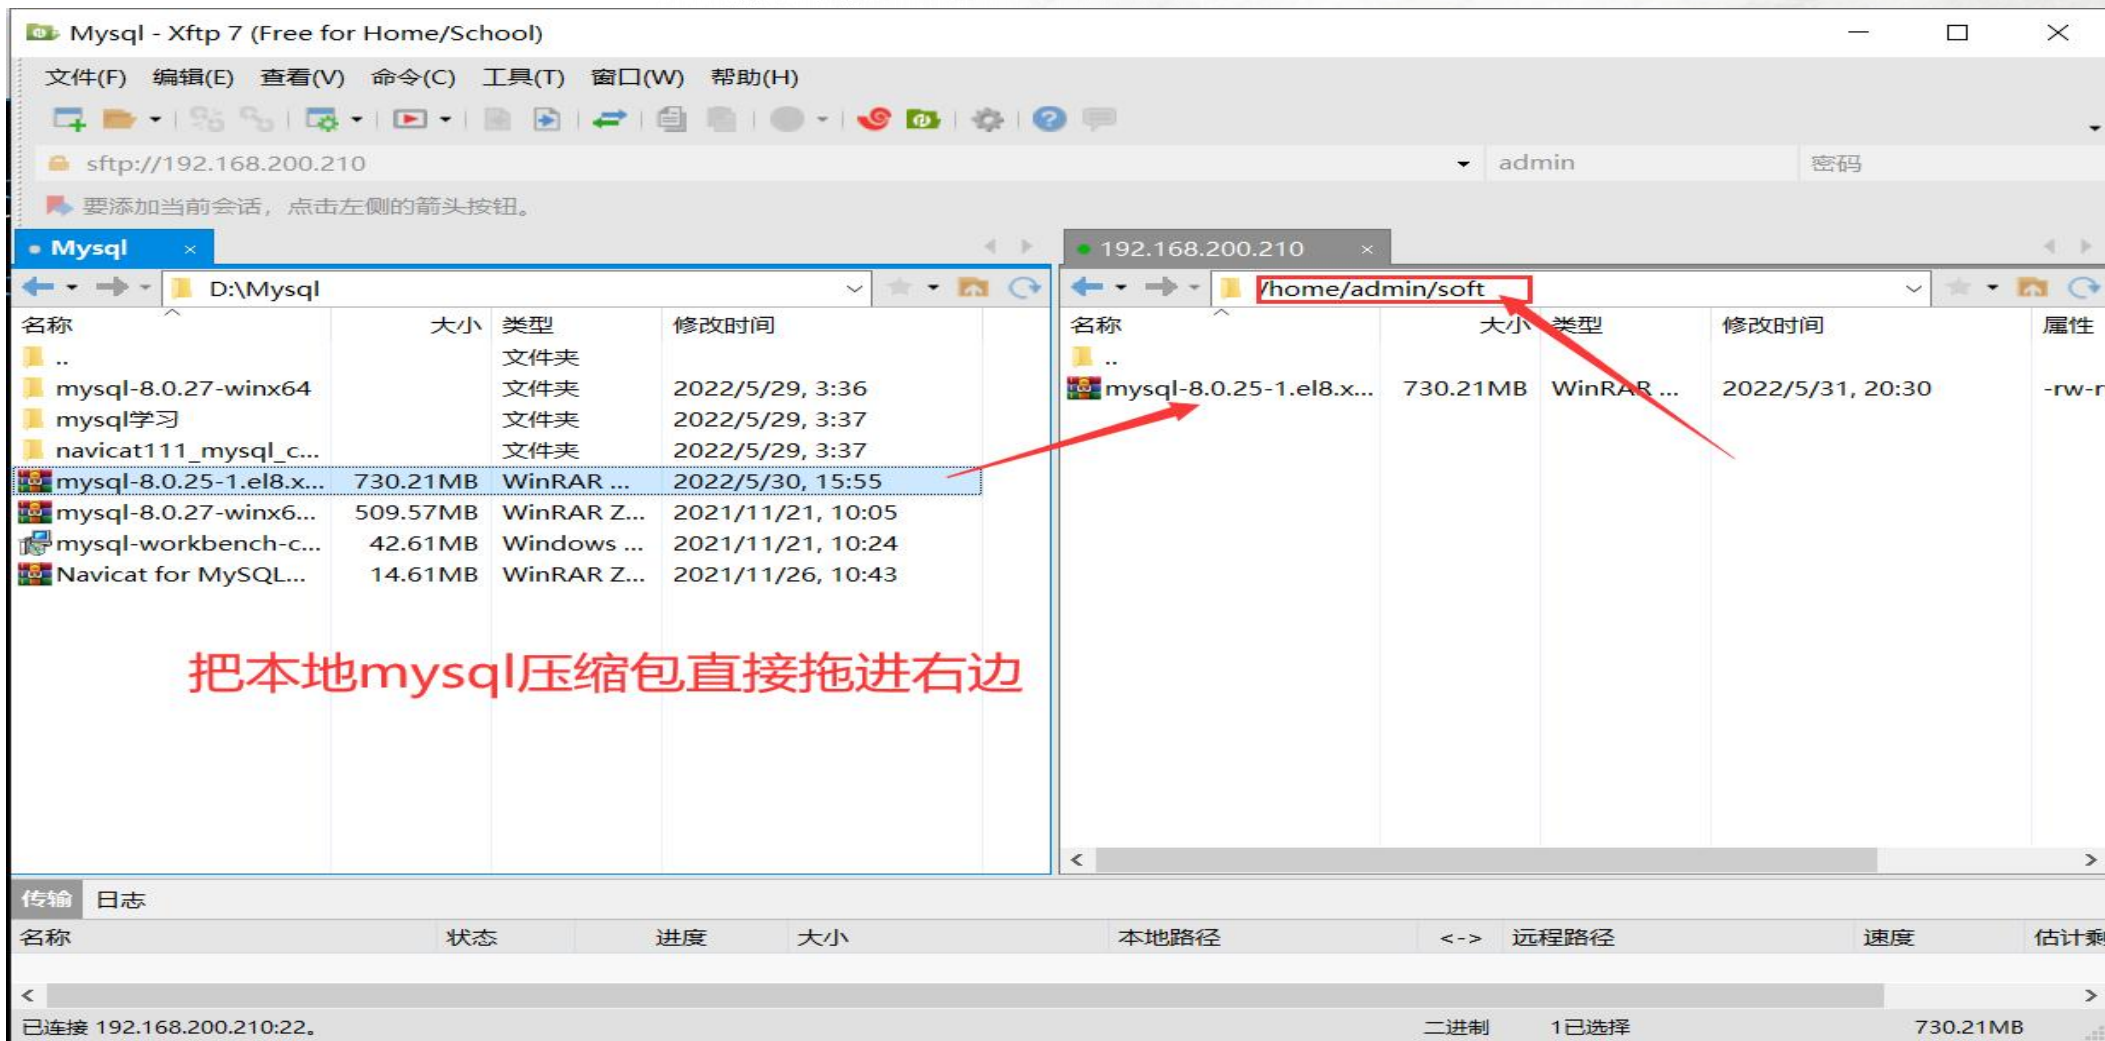 Mysql - Xftp 7 (Free for Home/School)
文件(F) 编辑(E) 查看(V) 命令(C) 工具(T) 窗口(W) 帮助(H)
sftp://192.168.200.210 admin 密码
要添加当前会话，点击左侧的箭头按钮。
Mysql
192.168.200.210
D:\Mysql
/home/admin/soft
名称 大小 类型 修改时间
.. 文件夹
mysql-8.0.27-winx64 文件夹 2022/5/29, 3:36
mysql学习 文件夹 2022/5/29, 3:37
navicat111_mysql_c... 文件夹 2022/5/29, 3:37
mysql-8.0.25-1.el8.x... 730.21MB WinRAR ... 2022/5/30, 15:55
mysql-8.0.27-winx6... 509.57MB WinRAR Z... 2021/11/21, 10:05
mysql-workbench-c... 42.61MB Windows ... 2021/11/21, 10:24
Navicat for MySQL... 14.61MB WinRAR Z... 2021/11/26, 10:43
名称 大小 类型 修改时间 属性
..
mysql-8.0.25-1.el8.x... 730.21MB WinRAR ... 2022/5/31, 20:30 -rw-r
把本地mysql压缩包直接拖进右边
传输 日志
名称 状态 进度 大小 本地路径 <-> 远程路径 速度 估计剩
已连接 192.168.200.210:22。 二进制 1已选择 730.21MB